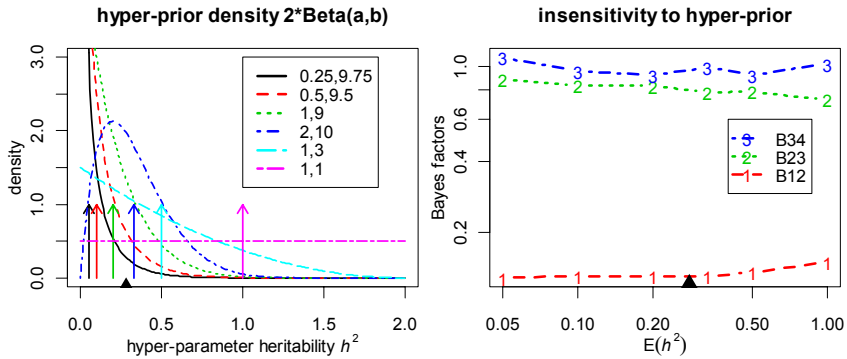 hyper-prior density 2*Beta(a,b)
density
3.0
2.0
1.0
0.0
0.25,9.75
0.5,9.5
1,9
2,10
1,3
1,1
0.0 0.5 1.0 1.5 2.0
hyper-parameter heritability h²
insensitivity to hyper-prior
Bayes factors
1.0
0.6
0.4
0.2
3 3 3 3 3 3
2 2 2 2 2 2
3 B34
2 B23
1 B12
1 1 1 1 1 1
0.05 0.10 0.20 0.50 1.00
E(h²)